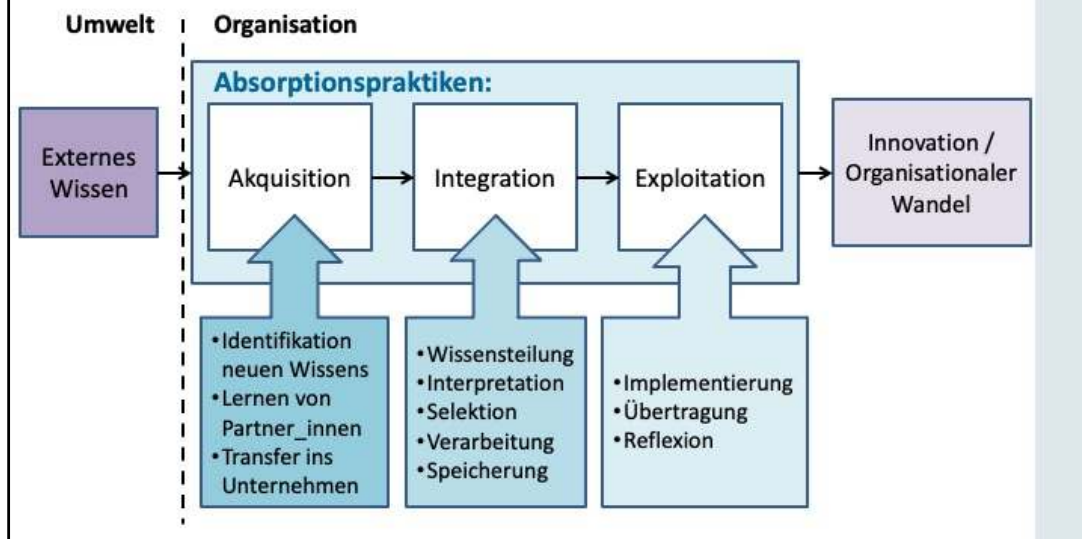 Umwelt
Organisation
Absorptionspraktiken:
Externes
Wissen
Akquisition
Integration
Exploitation
Innovation /
Organisationaler
Wandel
•Identifikation
neuen Wissens
•Lernen von
Partner_innen
•Transfer ins
Unternehmen
•Wissensteilung
•Interpretation
•Selektion
•Verarbeitung
•Speicherung
•Implementierung
•Übertragung
•Reflexion